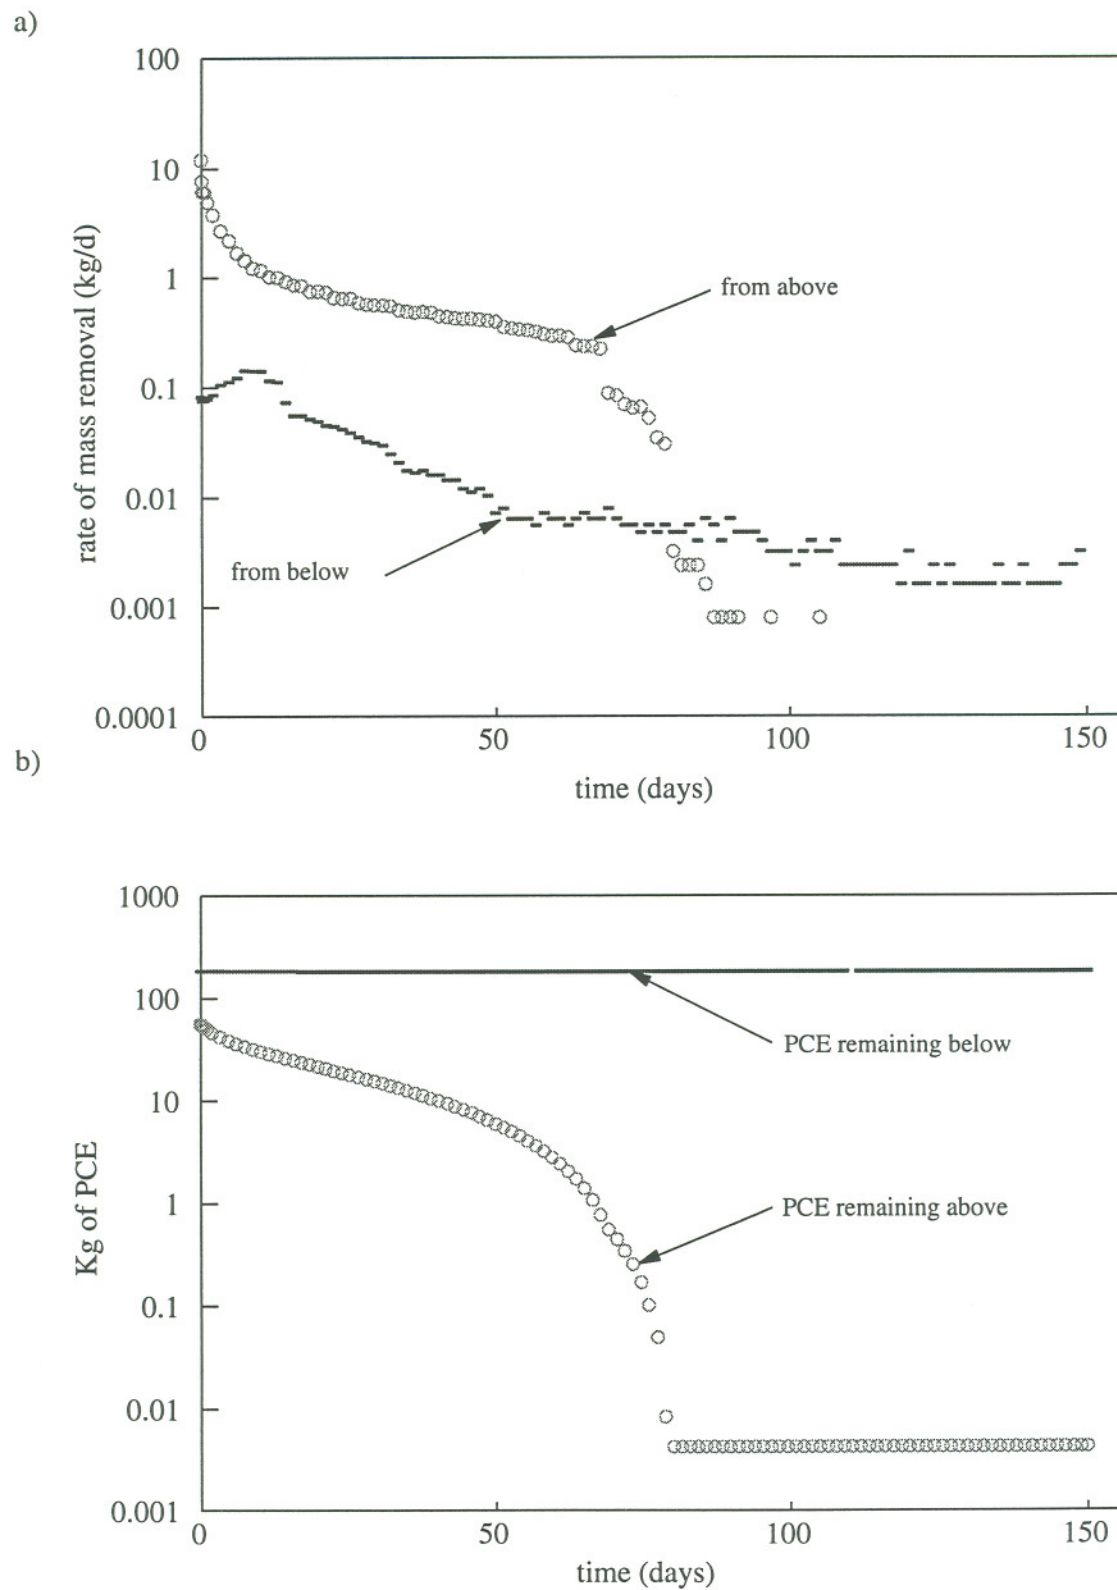 a)
100
10
1
0.1
0.01
0.001
0.0001
rate of mass removal (kg/d)
from above
from below
0
50
100
150
time (days)
b)
1000
100
10
1
0.1
0.01
0.001
Kg of PCE
PCE remaining below
PCE remaining above
0
50
100
150
time (days)